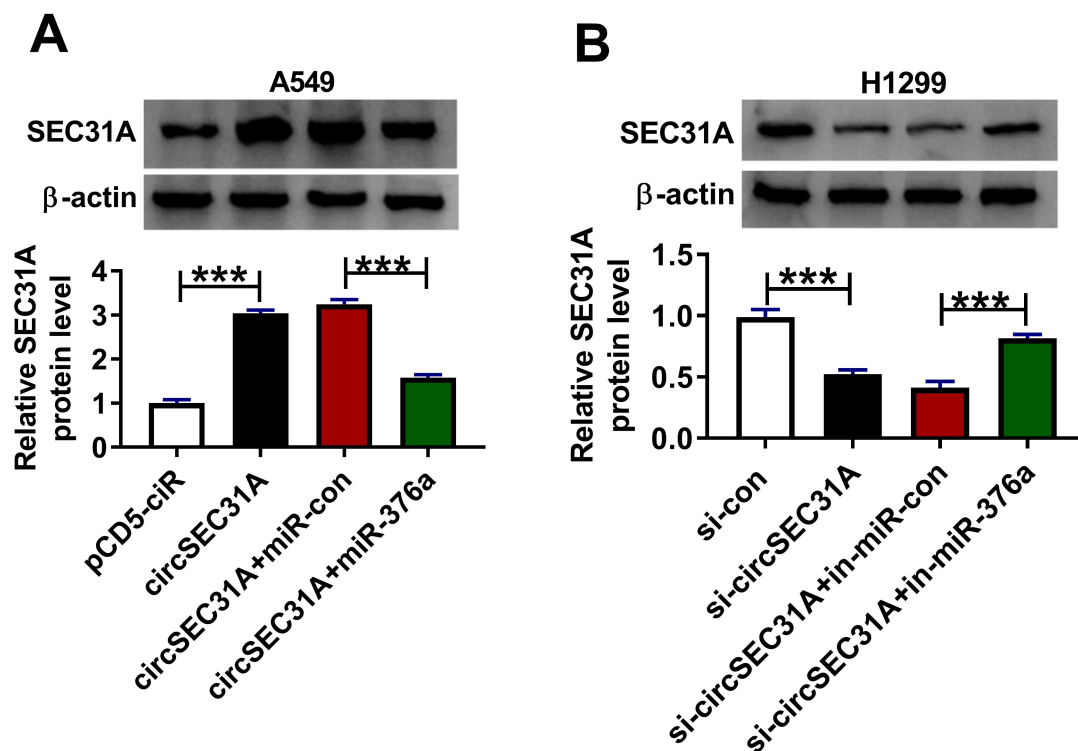 A
A549
SEC31A
β-actin
Relative SEC31A
protein level
4
3
2
1
0
***
***
pCD5-ciR
circSEC31A
circSEC31A+miR-con
circSEC31A+miR-376a
B
H1299
SEC31A
β-actin
Relative SEC31A
protein level
1.5
1.0
0.5
0.0
***
***
si-con
si-circSEC31A
si-circSEC31A+in-miR-con
si-circSEC31A+in-miR-376a